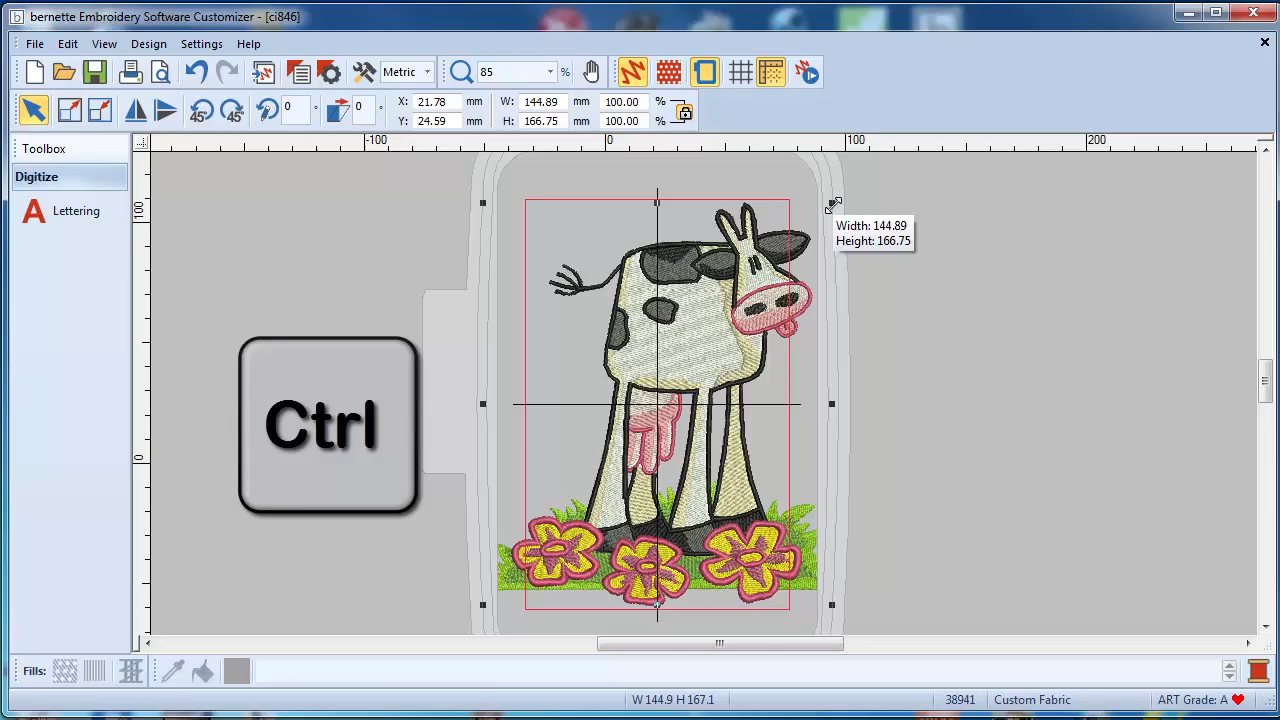 bernette Embroidery Software Customizer - [ci846]
File Edit View Design Settings Help
Metric 85 %
45° 45° 0 ° 0 ° X: 21.78 mm W: 144.89 mm 100.00 %
Y: 24.59 mm H: 166.75 mm 100.00 %
Toolbox
Digitize
A Lettering
-100 0 100 200
100
0
Width: 144.89
Height: 166.75
Ctrl
Fills:
W 144.9 H 167.1 38941 Custom Fabric ART Grade: A